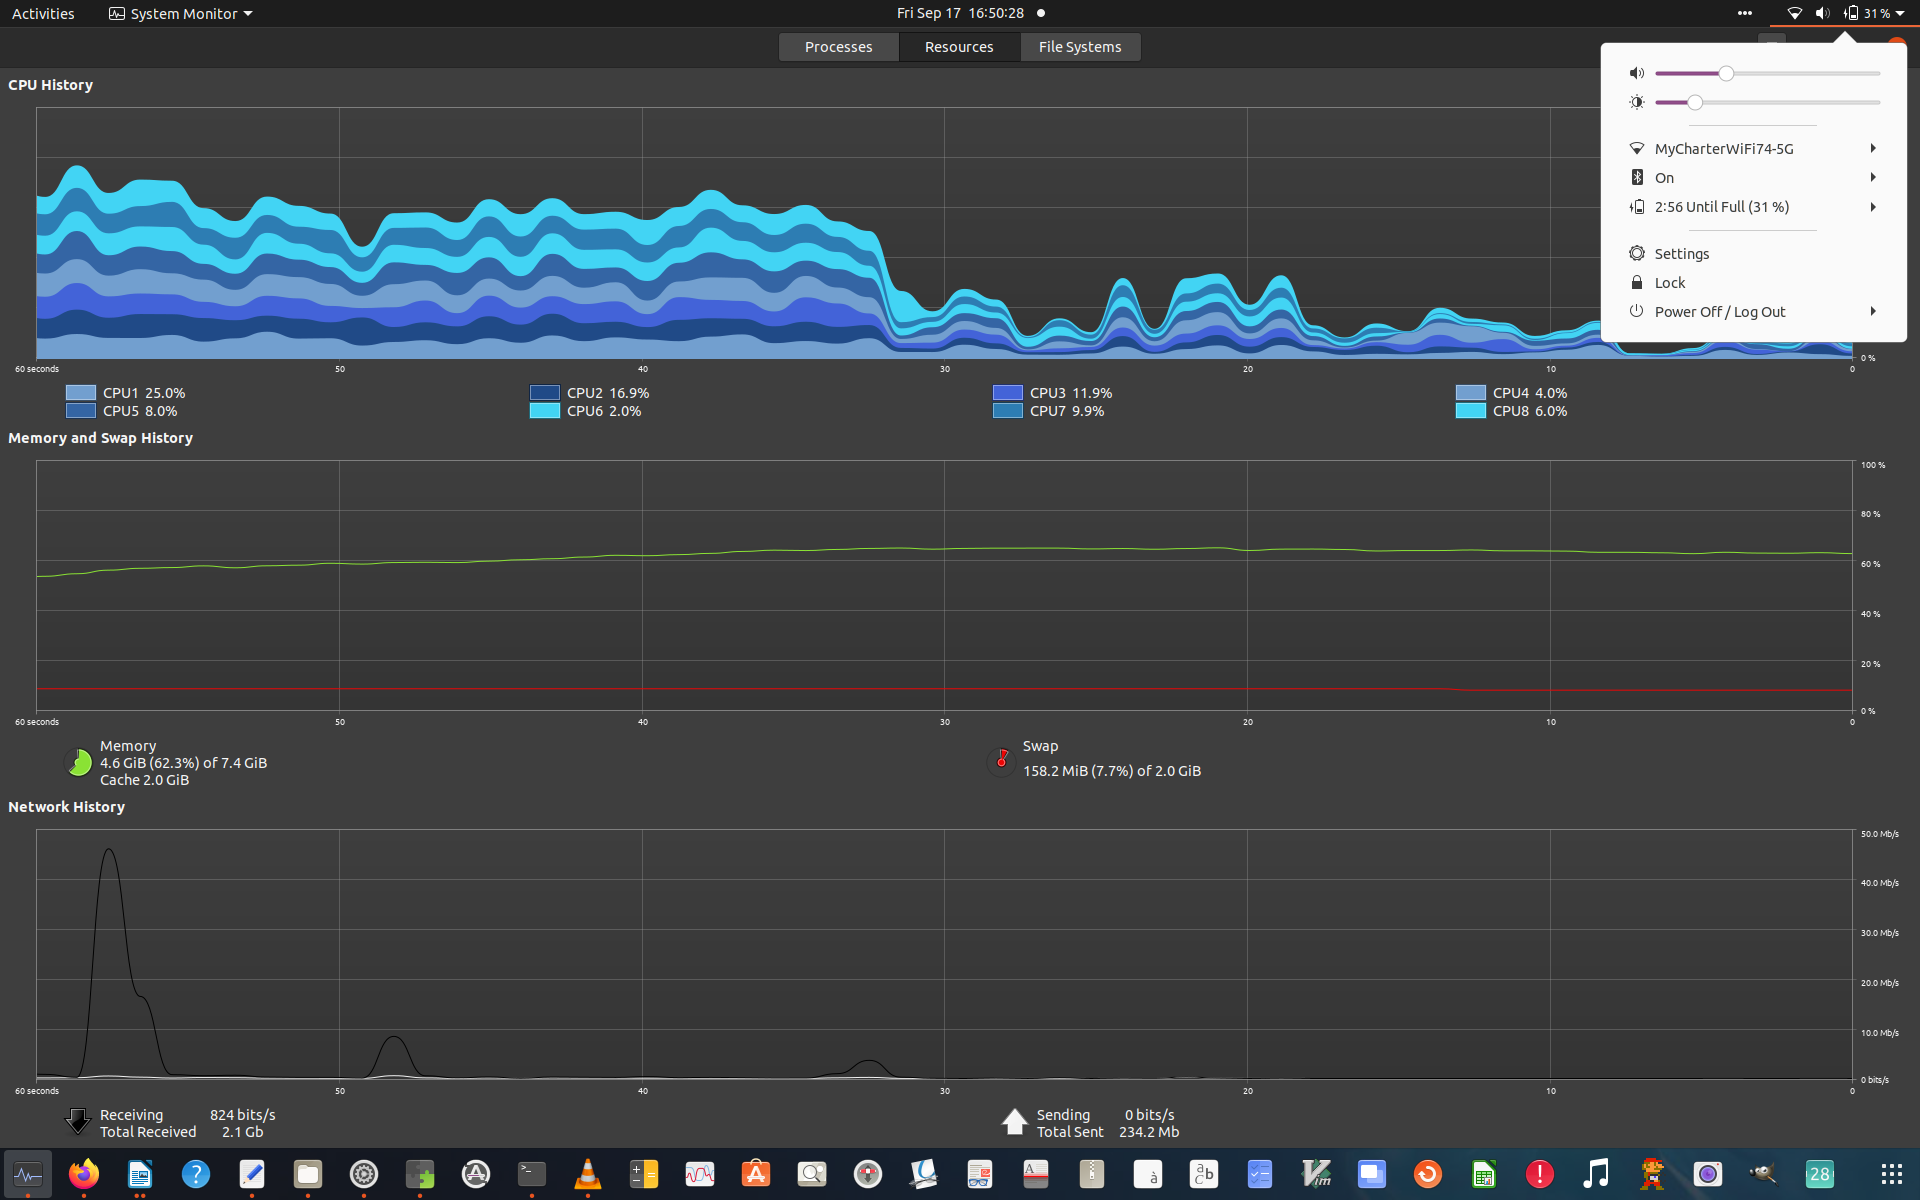 Activities System Monitor Fri Sep 17 16:50:28 31 %
Processes Resources File Systems
CPU History
60 seconds 50 40 30 20 10 0
0 %
CPU1 25.0% CPU2 16.9% CPU3 11.9% CPU4 4.0%
CPU5 8.0% CPU6 2.0% CPU7 9.9% CPU8 6.0%
MyCharterWiFi74-5G
On
2:56 Until Full (31 %)
Settings
Lock
Power Off / Log Out
Memory and Swap History
100 %
80 %
60 %
40 %
20 %
0 %
60 seconds 50 40 30 20 10 0
Memory
4.6 GiB (62.3%) of 7.4 GiB
Cache 2.0 GiB
Swap
158.2 MiB (7.7%) of 2.0 GiB
Network History
50.0 Mb/s
40.0 Mb/s
30.0 Mb/s
20.0 Mb/s
10.0 Mb/s
0 bits/s
60 seconds 50 40 30 20 10 0
Receiving 824 bits/s
Total Received 2.1 Gb
Sending 0 bits/s
Total Sent 234.2 Mb
? >_ A à a b c Vim ! 28